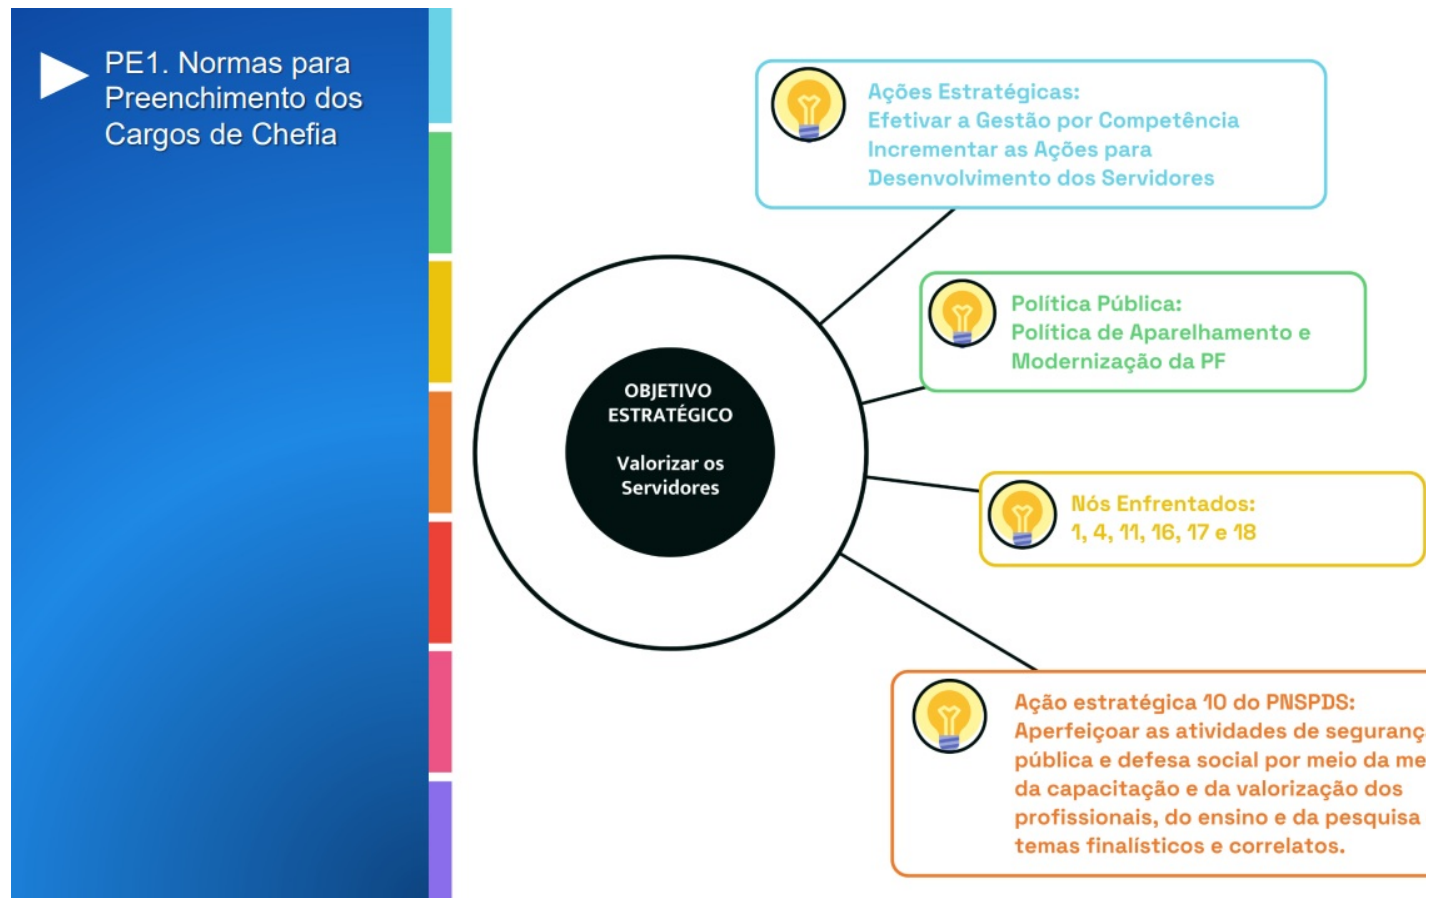 PE1. Normas para
Preenchimento dos
Cargos de Chefia
Ações Estratégicas:
Efetivar a Gestão por Competência
Incrementar as Ações para
Desenvolvimento dos Servidores
Política Pública:
Política de Aparelhamento e
Modernização da PF
OBJETIVO
ESTRATÉGICO
Valorizar os
Servidores
Nós Enfrentados:
1, 4, 11, 16, 17 e 18
Ação estratégica 10 do PNSPDS:
Aperfeiçoar as atividades de seguranç
pública e defesa social por meio da me
da capacitação e da valorização dos
profissionais, do ensino e da pesquisa
temas finalísticos e correlatos.